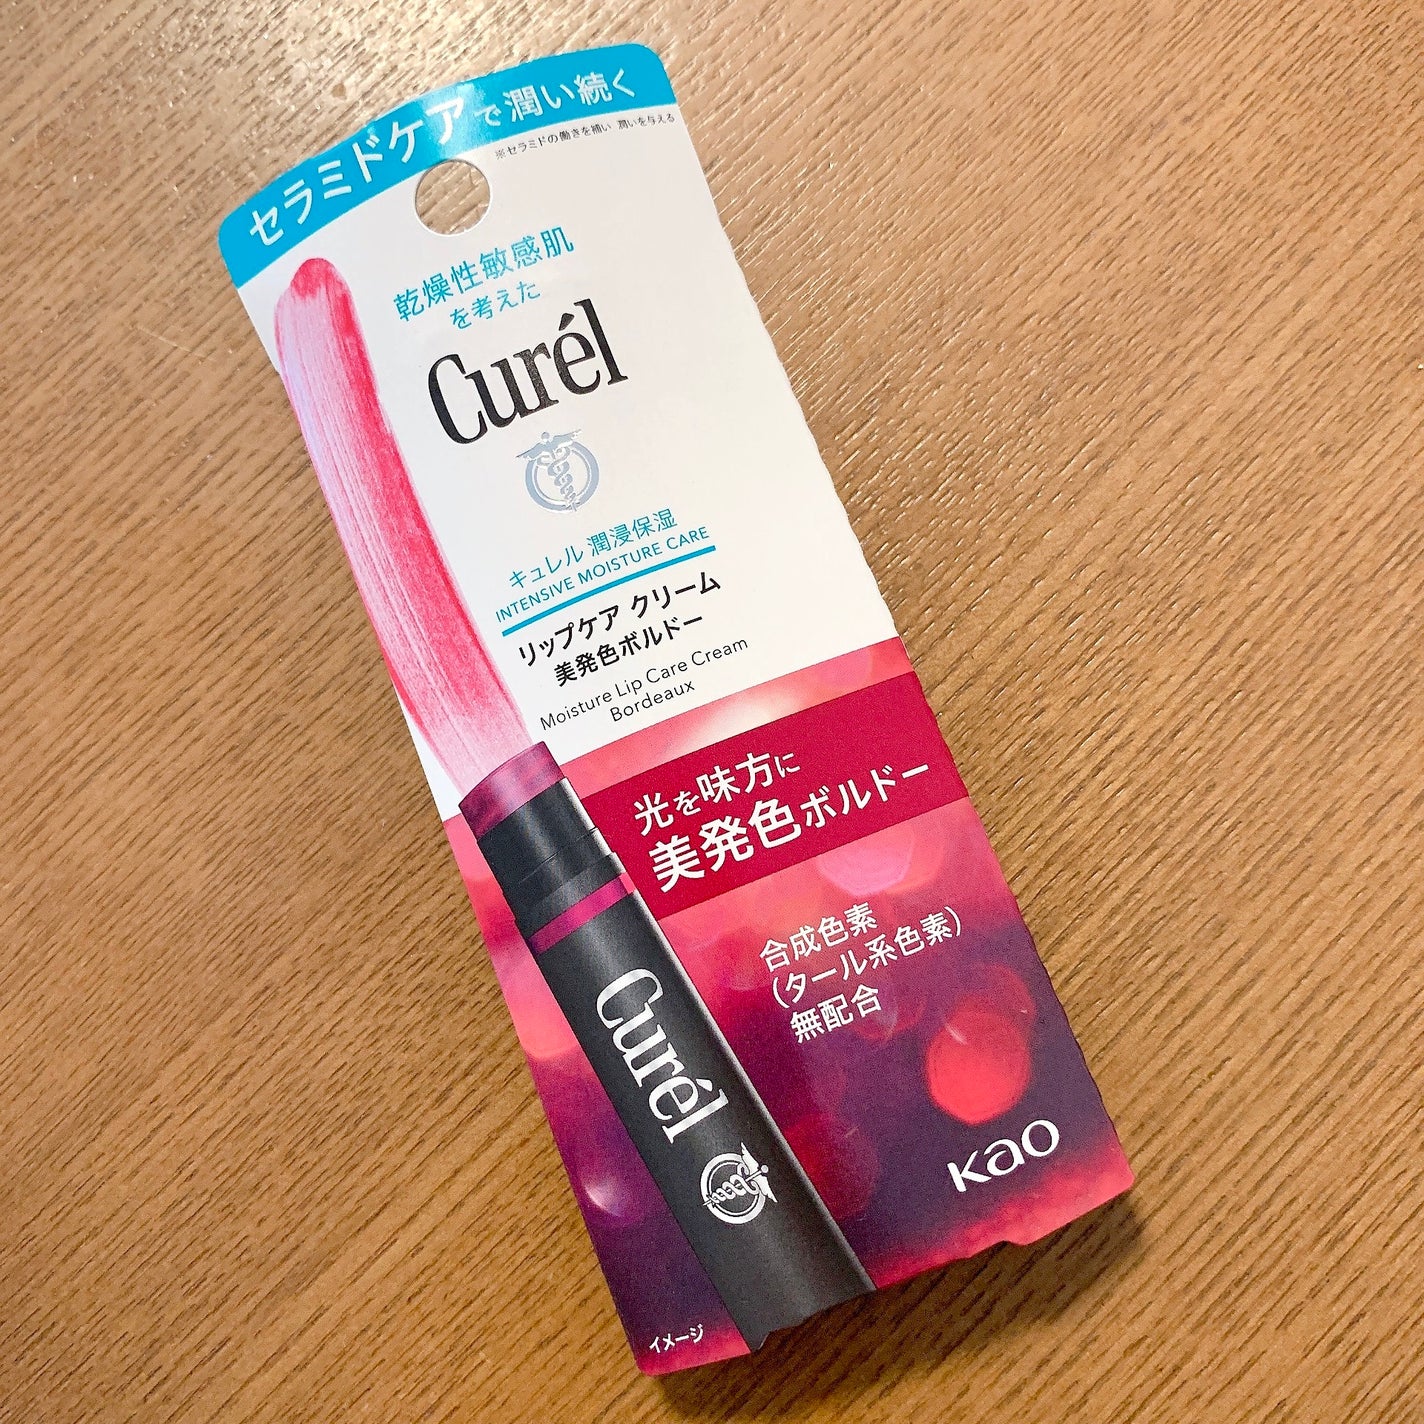 セラミドケアで潤い続く
※セラミドの働きを補い 潤いを与える
乾燥性敏感肌
を考えた
Curél
キュレル 潤浸保湿
INTENSIVE MOISTURE CARE
リップケア クリーム
美発色ボルドー
Moisture Lip Care Cream
Bordeaux
光を味方に
美発色ボルドー
合成色素
（タール系色素）
無配合
Curél
Kao
イメージ